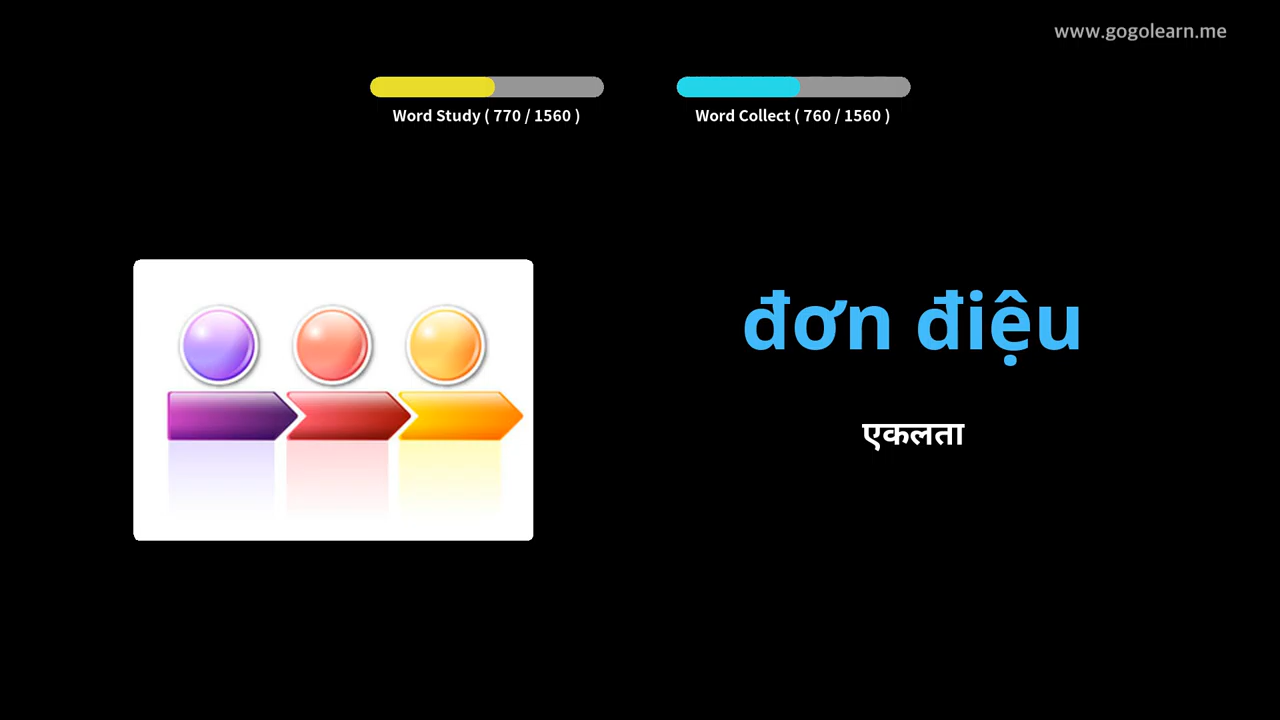 www.gogolearn.me
Word Study ( 770 / 1560 )
Word Collect ( 760 / 1560 )
đơn điệu
एकलता